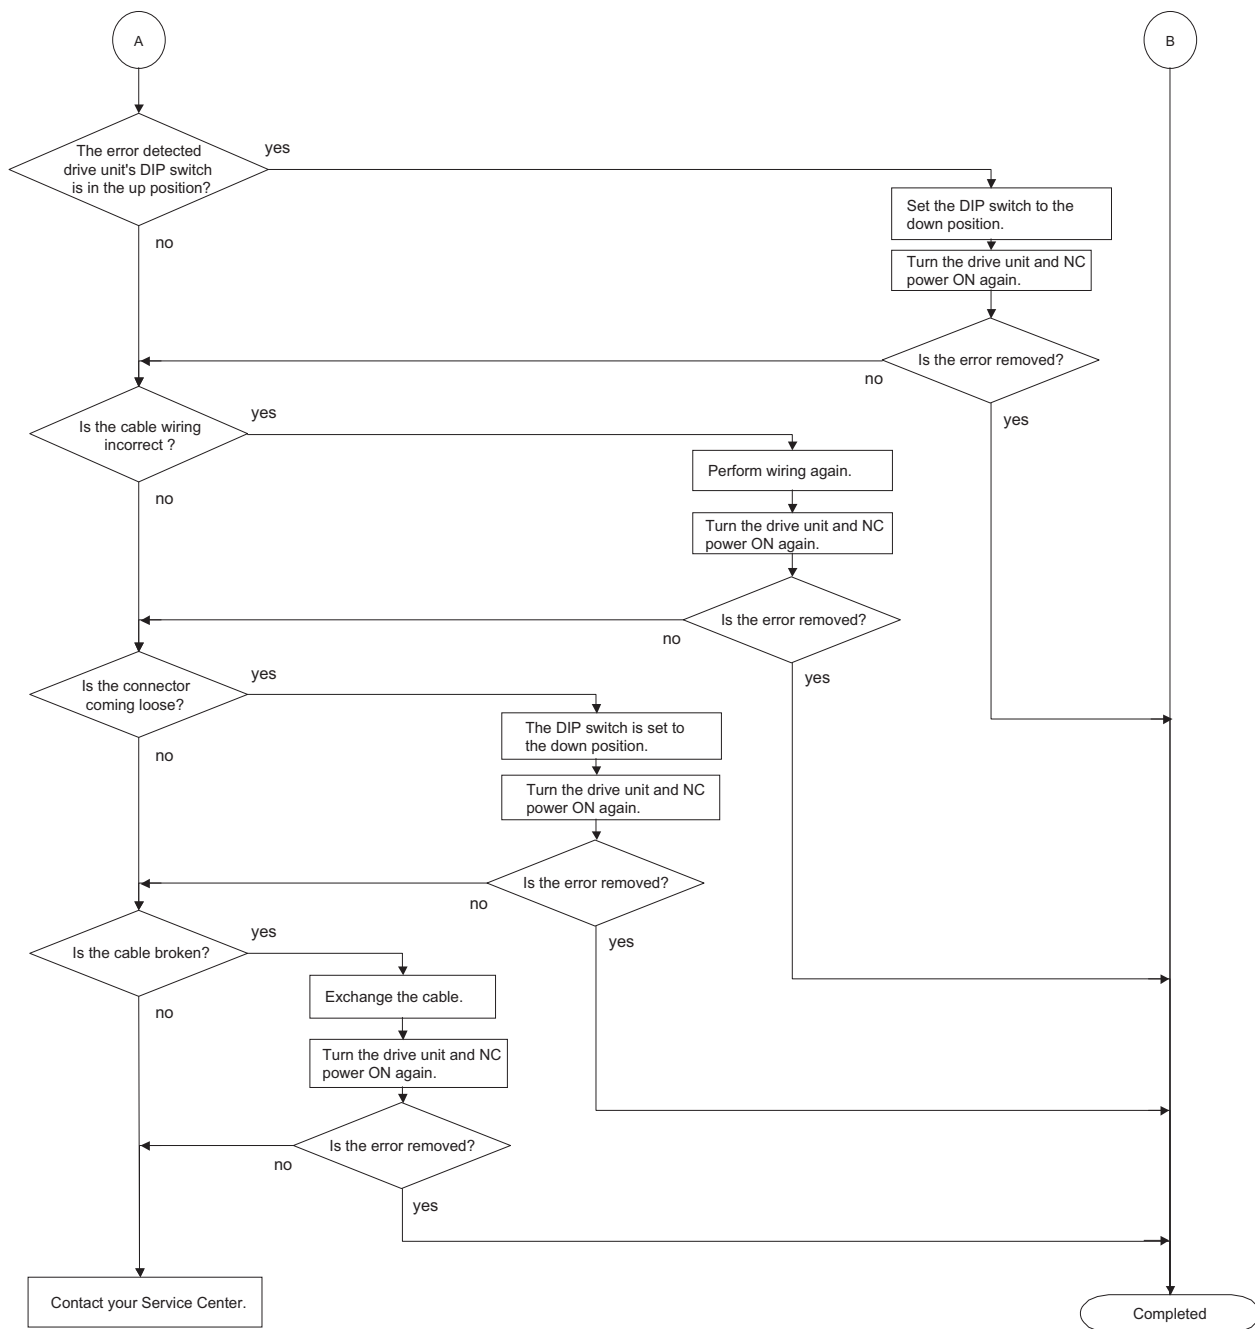 A
B
The error detected
drive unit's DIP switch
is in the up position?
yes
no
Set the DIP switch to the
down position.
Turn the drive unit and NC
power ON again.
Is the error removed?
no
yes
Is the cable wiring
incorrect ?
yes
no
Perform wiring again.
Turn the drive unit and NC
power ON again.
Is the error removed?
no
yes
Is the connector
coming loose?
yes
no
The DIP switch is set to
the down position.
Turn the drive unit and NC
power ON again.
Is the error removed?
no
yes
Is the cable broken?
yes
no
Exchange the cable.
Turn the drive unit and NC
power ON again.
Is the error removed?
no
yes
Contact your Service Center.
Completed